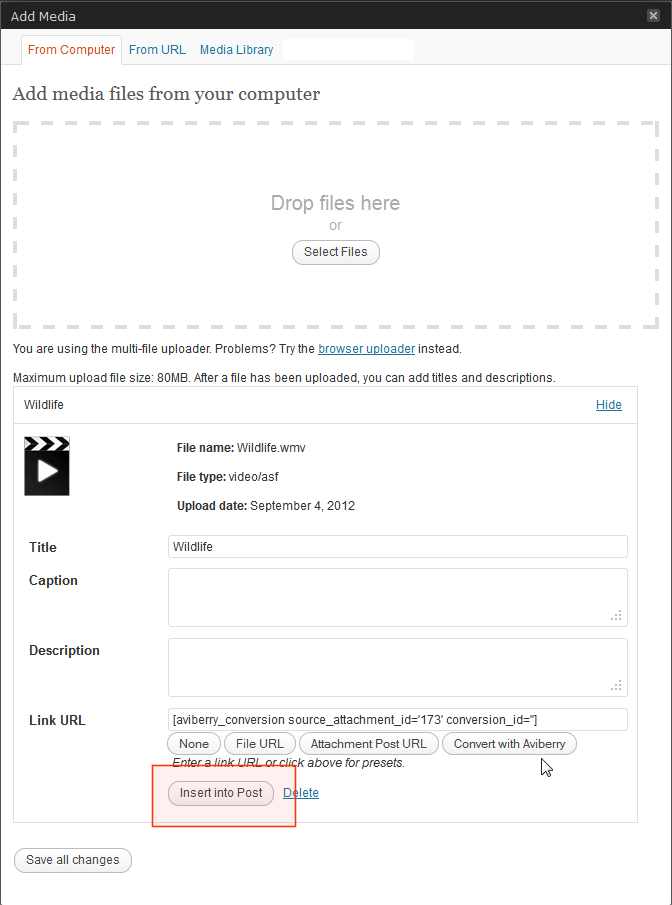 Add Media
From Computer From URL Media Library
Add media files from your computer
Drop files here
or
Select Files
You are using the multi-file uploader. Problems? Try the browser uploader instead.
Maximum upload file size: 80MB. After a file has been uploaded, you can add titles and descriptions.
Wildlife Hide
File name: Wildlife.wmv
File type: video/asf
Upload date: September 4, 2012
Title Wildlife
Caption
Description
Link URL [aviberry_conversion source_attachment_id='173' conversion_id='']
None File URL Attachment Post URL Convert with Aviberry
Enter a link URL or click above for presets.
Insert into Post Delete
Save all changes